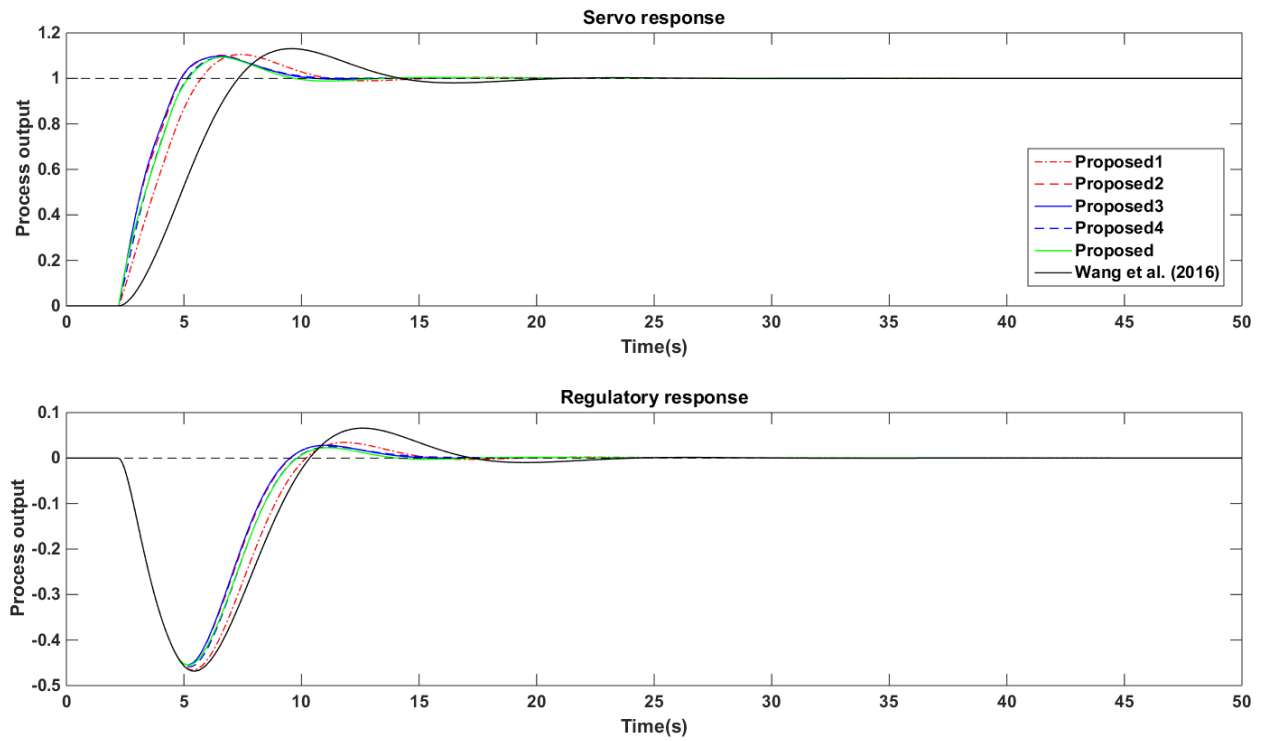 Servo response
Process output
1.2
1
0.8
0.6
0.4
0.2
0
0 5 10 15 20 25 30 35 40 45 50
Time(s)
Proposed1
Proposed2
Proposed3
Proposed4
Proposed
Wang et al. (2016)
Regulatory response
Process output
0.1
0
-0.1
-0.2
-0.3
-0.4
-0.5
0 5 10 15 20 25 30 35 40 45 50
Time(s)